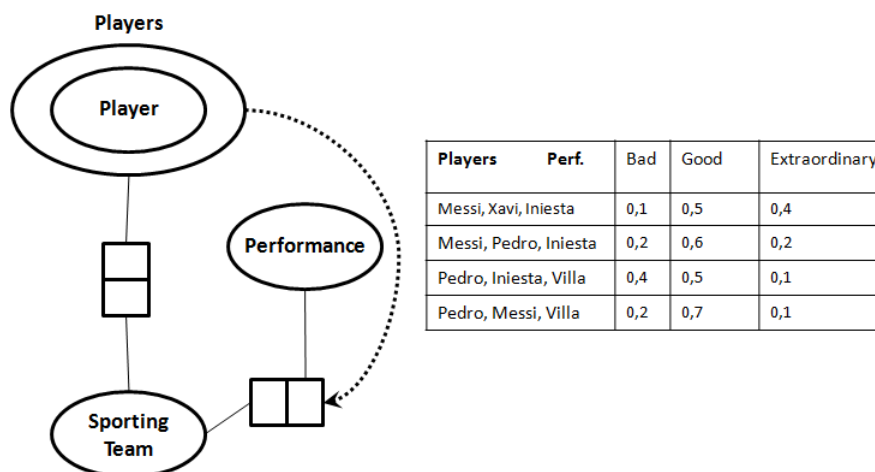 Players
Player
Performance
Sporting
Team
Players Perf. Bad Good Extraordinary
Messi, Xavi, Iniesta 0,1 0,5 0,4
Messi, Pedro, Iniesta 0,2 0,6 0,2
Pedro, Iniesta, Villa 0,4 0,5 0,1
Pedro, Messi, Villa 0,2 0,7 0,1